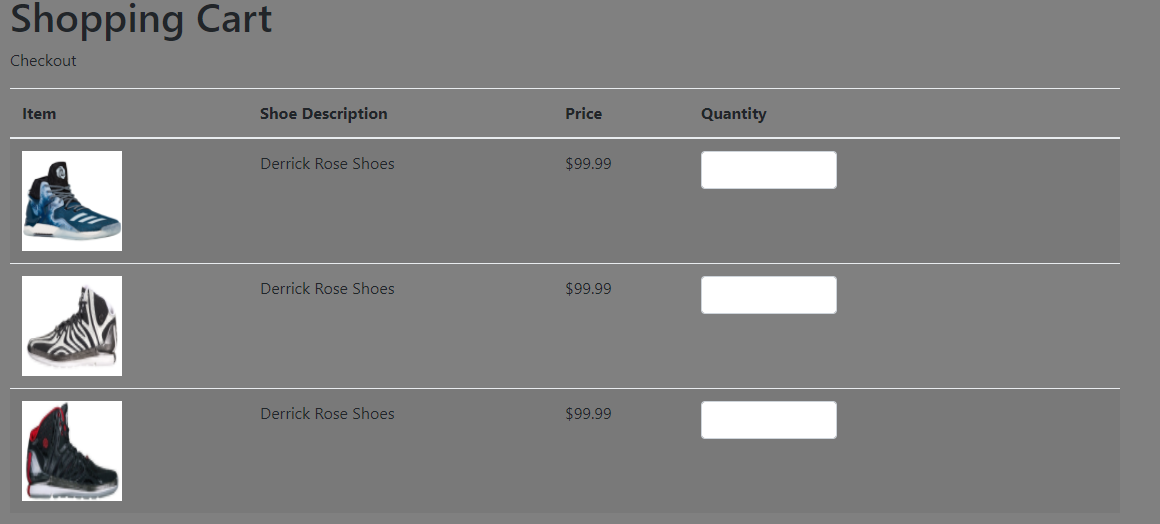 Shopping Cart
Checkout
Item Shoe Description Price Quantity
Derrick Rose Shoes $99.99
Derrick Rose Shoes $99.99
Derrick Rose Shoes $99.99